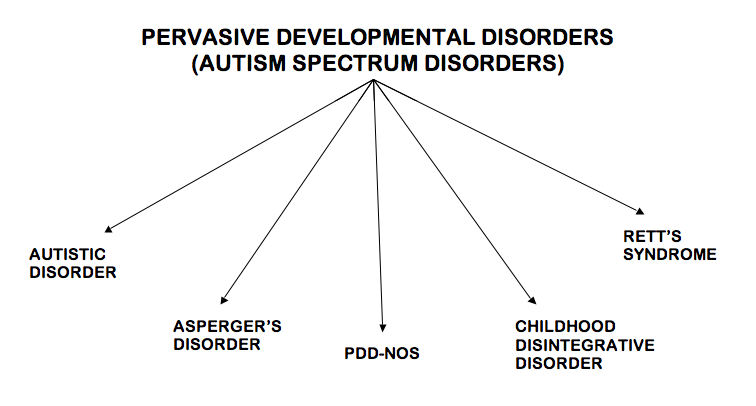 PERVASIVE DEVELOPMENTAL DISORDERS
(AUTISM SPECTRUM DISORDERS)
AUTISTIC
DISORDER
ASPERGER’S
DISORDER
PDD-NOS
CHILDHOOD
DISINTEGRATIVE
DISORDER
RETT’S
SYNDROME